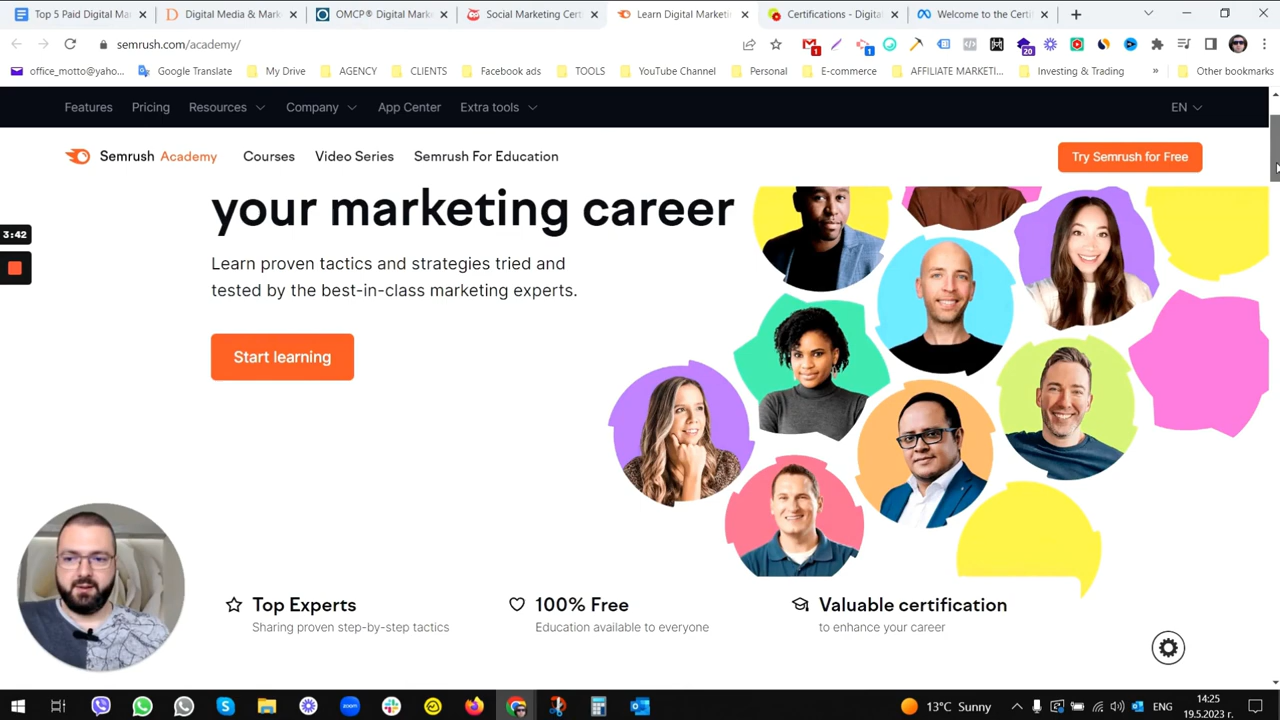 Top 5 Paid Digital Mar
Digital Media & Mark
OMCP® Digital Mark
Social Marketing Cert
Learn Digital Marketi
Certifications - Digital
Welcome to the Certi
semrush.com/academy/
1
1
20
office_motto@yaho...
Google Translate
My Drive
AGENCY
CLIENTS
Facebook ads
TOOLS
YouTube Channel
Personal
E-commerce
AFFILIATE MARKETI...
Investing & Trading
»
Other bookmarks
Features
Pricing
Resources
Company
App Center
Extra tools
EN
Semrush Academy
Courses
Video Series
Semrush For Education
Try Semrush for Free
your marketing career
3:42
Learn proven tactics and strategies tried and
tested by the best-in-class marketing experts.
Start learning
Top Experts
Sharing proven step-by-step tactics
100% Free
Education available to everyone
Valuable certification
to enhance your career
zoom
13°C Sunny
ENG
14:25
19.5.2023 г.